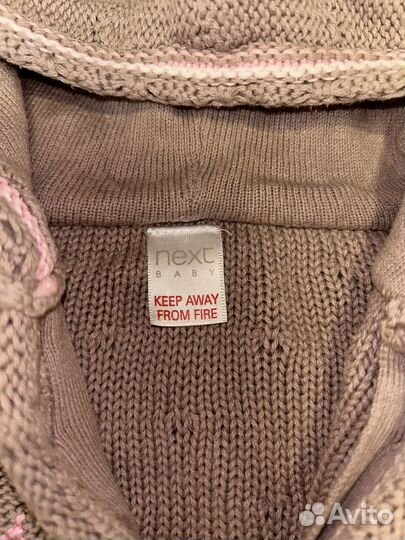 next
BABY
KEEP AWAY
FROM FIRE
Avito